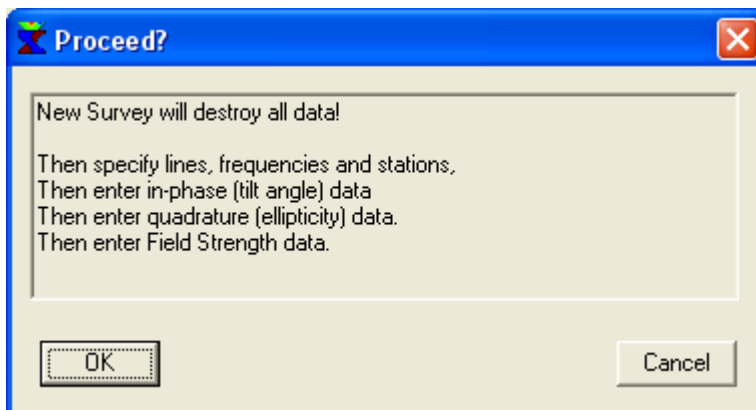 Proceed?
New Survey will destroy all data!
Then specify lines, frequencies and stations,
Then enter in-phase (tilt angle) data
Then enter quadrature (ellipticity) data.
Then enter Field Strength data.
OK
Cancel